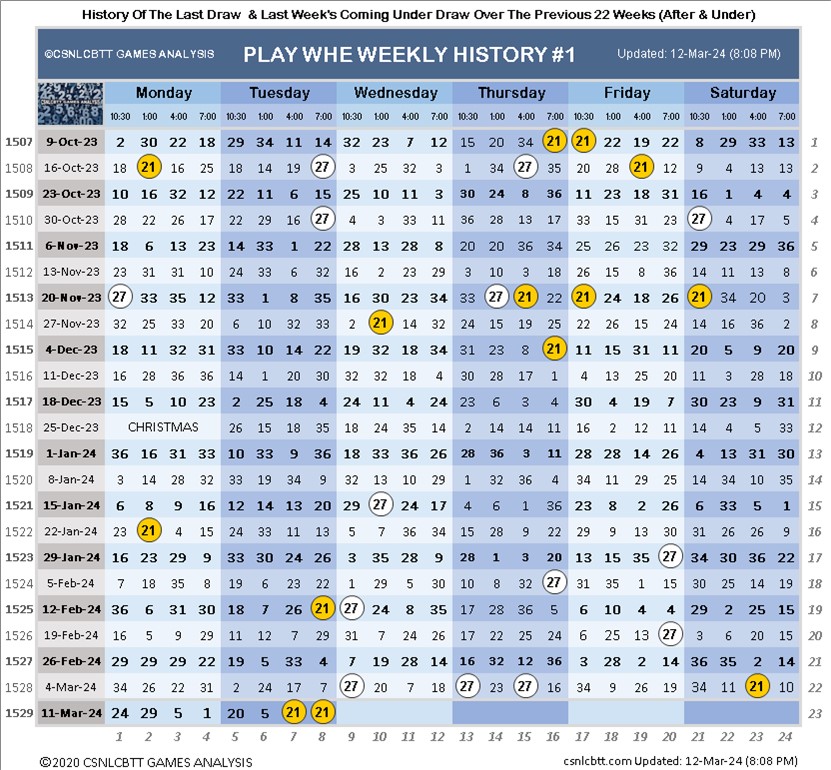 History Of The Last Draw & Last Week's Coming Under Draw Over The Previous 22 Weeks (After & Under)
©CSNLCBTT GAMES ANALYSIS PLAY WHE WEEKLY HISTORY #1 Updated: 12-Mar-24 (8:08 PM)
CSNLCBTT GAMES ANALYSIS Monday Tuesday Wednesday Thursday Friday Saturday
10:30 1:00 4:00 7:00 10:30 1:00 4:00 7:00 10:30 1:00 4:00 7:00 10:30 1:00 4:00 7:00 10:30 1:00 4:00 7:00 10:30 1:00 4:00 7:00
1507 9-Oct-23 2 30 22 18 29 34 11 14 32 23 7 12 15 20 34 21 21 22 19 22 8 29 33 13 1
1508 16-Oct-23 18 21 16 25 18 14 19 27 3 25 32 3 1 34 27 35 20 28 21 12 9 4 13 13 2
1509 23-Oct-23 10 16 32 12 22 11 6 15 25 10 11 3 30 24 8 36 11 23 18 31 16 1 4 4 3
1510 30-Oct-23 28 22 26 17 22 29 16 27 4 3 33 11 36 28 13 17 33 15 31 23 27 4 17 5 4
1511 6-Nov-23 18 6 13 23 14 33 1 22 28 13 28 8 20 20 36 34 25 26 23 32 29 23 29 36 5
1512 13-Nov-23 23 31 31 10 24 33 6 32 16 2 23 29 3 10 3 18 26 15 8 36 14 11 13 8 6
1513 20-Nov-23 27 33 35 12 33 1 8 35 16 30 23 34 33 27 21 22 21 24 18 26 21 34 20 3 7
1514 27-Nov-23 32 25 33 20 6 10 32 33 2 21 14 32 24 15 19 25 22 2 26 15 14 16 36 2 8
1515 4-Dec-23 18 11 32 31 33 10 14 22 19 32 18 34 31 23 8 21 11 15 31 11 20 5 9 20 9
1516 11-Dec-23 16 28 36 36 14 1 20 30 32 32 18 4 30 28 17 1 4 13 25 20 11 3 28 18 10
1517 18-Dec-23 15 5 10 23 2 25 18 4 24 11 4 24 23 6 3 4 30 4 19 7 30 23 9 31 11
1518 25-Dec-23 CHRISTMAS 26 15 18 35 18 24 35 14 2 14 14 11 16 2 12 11 14 4 5 33 12
1519 1-Jan-24 36 16 31 33 10 33 9 36 18 33 36 26 28 36 3 11 28 28 14 26 4 13 31 30 13
1520 8-Jan-24 3 14 28 32 33 19 34 9 32 13 10 29 1 32 36 4 34 11 29 25 14 34 10 35 14
1521 15-Jan-24 6 8 9 16 12 14 13 20 29 27 24 17 4 6 1 36 23 8 2 26 6 33 5 1 15
1522 22-Jan-24 23 21 4 15 24 33 11 13 5 7 36 34 15 28 9 22 29 9 13 30 31 26 26 9 16
1523 29-Jan-24 16 23 29 9 33 30 24 26 3 35 28 9 28 1 3 20 13 15 35 27 34 30 36 22 17
1524 5-Feb-24 7 18 35 8 19 6 23 22 1 29 5 30 10 8 32 27 31 35 1 15 30 25 14 19 18
1525 12-Feb-24 36 6 31 30 18 7 26 21 27 24 8 35 17 28 36 5 6 10 4 4 29 2 25 15 19
1526 19-Feb-24 16 5 9 29 11 12 7 29 31 7 24 26 17 22 25 24 6 25 13 27 3 6 20 15 20
1527 26-Feb-24 29 29 29 22 19 5 33 4 7 19 28 14 16 32 12 36 3 28 2 14 36 35 2 14 21
1528 4-Mar-24 34 26 22 31 2 24 17 7 27 20 7 18 27 23 27 16 34 9 26 19 34 11 21 10 22
1529 11-Mar-24 24 29 5 1 20 5 21 21 23
1 2 3 4 5 6 7 8 9 10 11 12 13 14 15 16 17 18 19 20 21 22 23 24
©2020 CSNLCBTT GAMES ANALYSIS csnlcbtt.com Updated: 12-Mar-24 (8:08 PM)